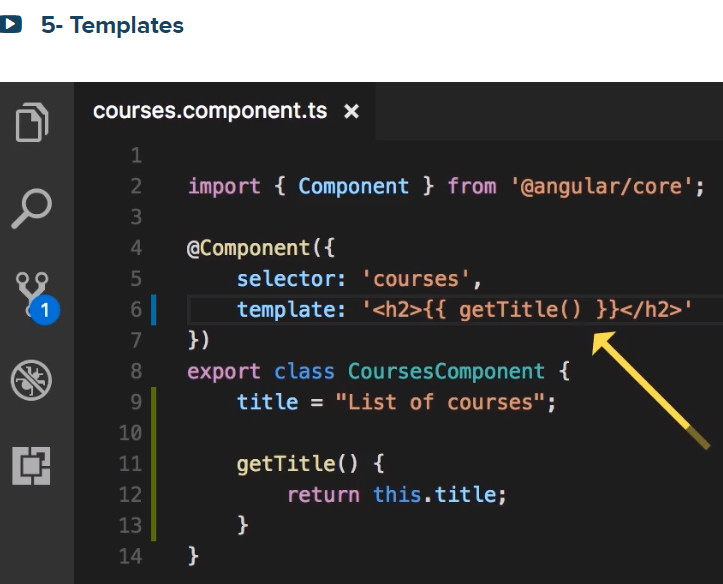 5- Templates
courses.component.ts ×
1
2 import { Component } from '@angular/core';
3
4 @Component({
5     selector: 'courses',
6     template: '<h2>{{ getTitle() }}</h2>'
7 })
8 export class CoursesComponent {
9     title = "List of courses";
10
11     getTitle() {
12         return this.title;
13     }
14 }
1